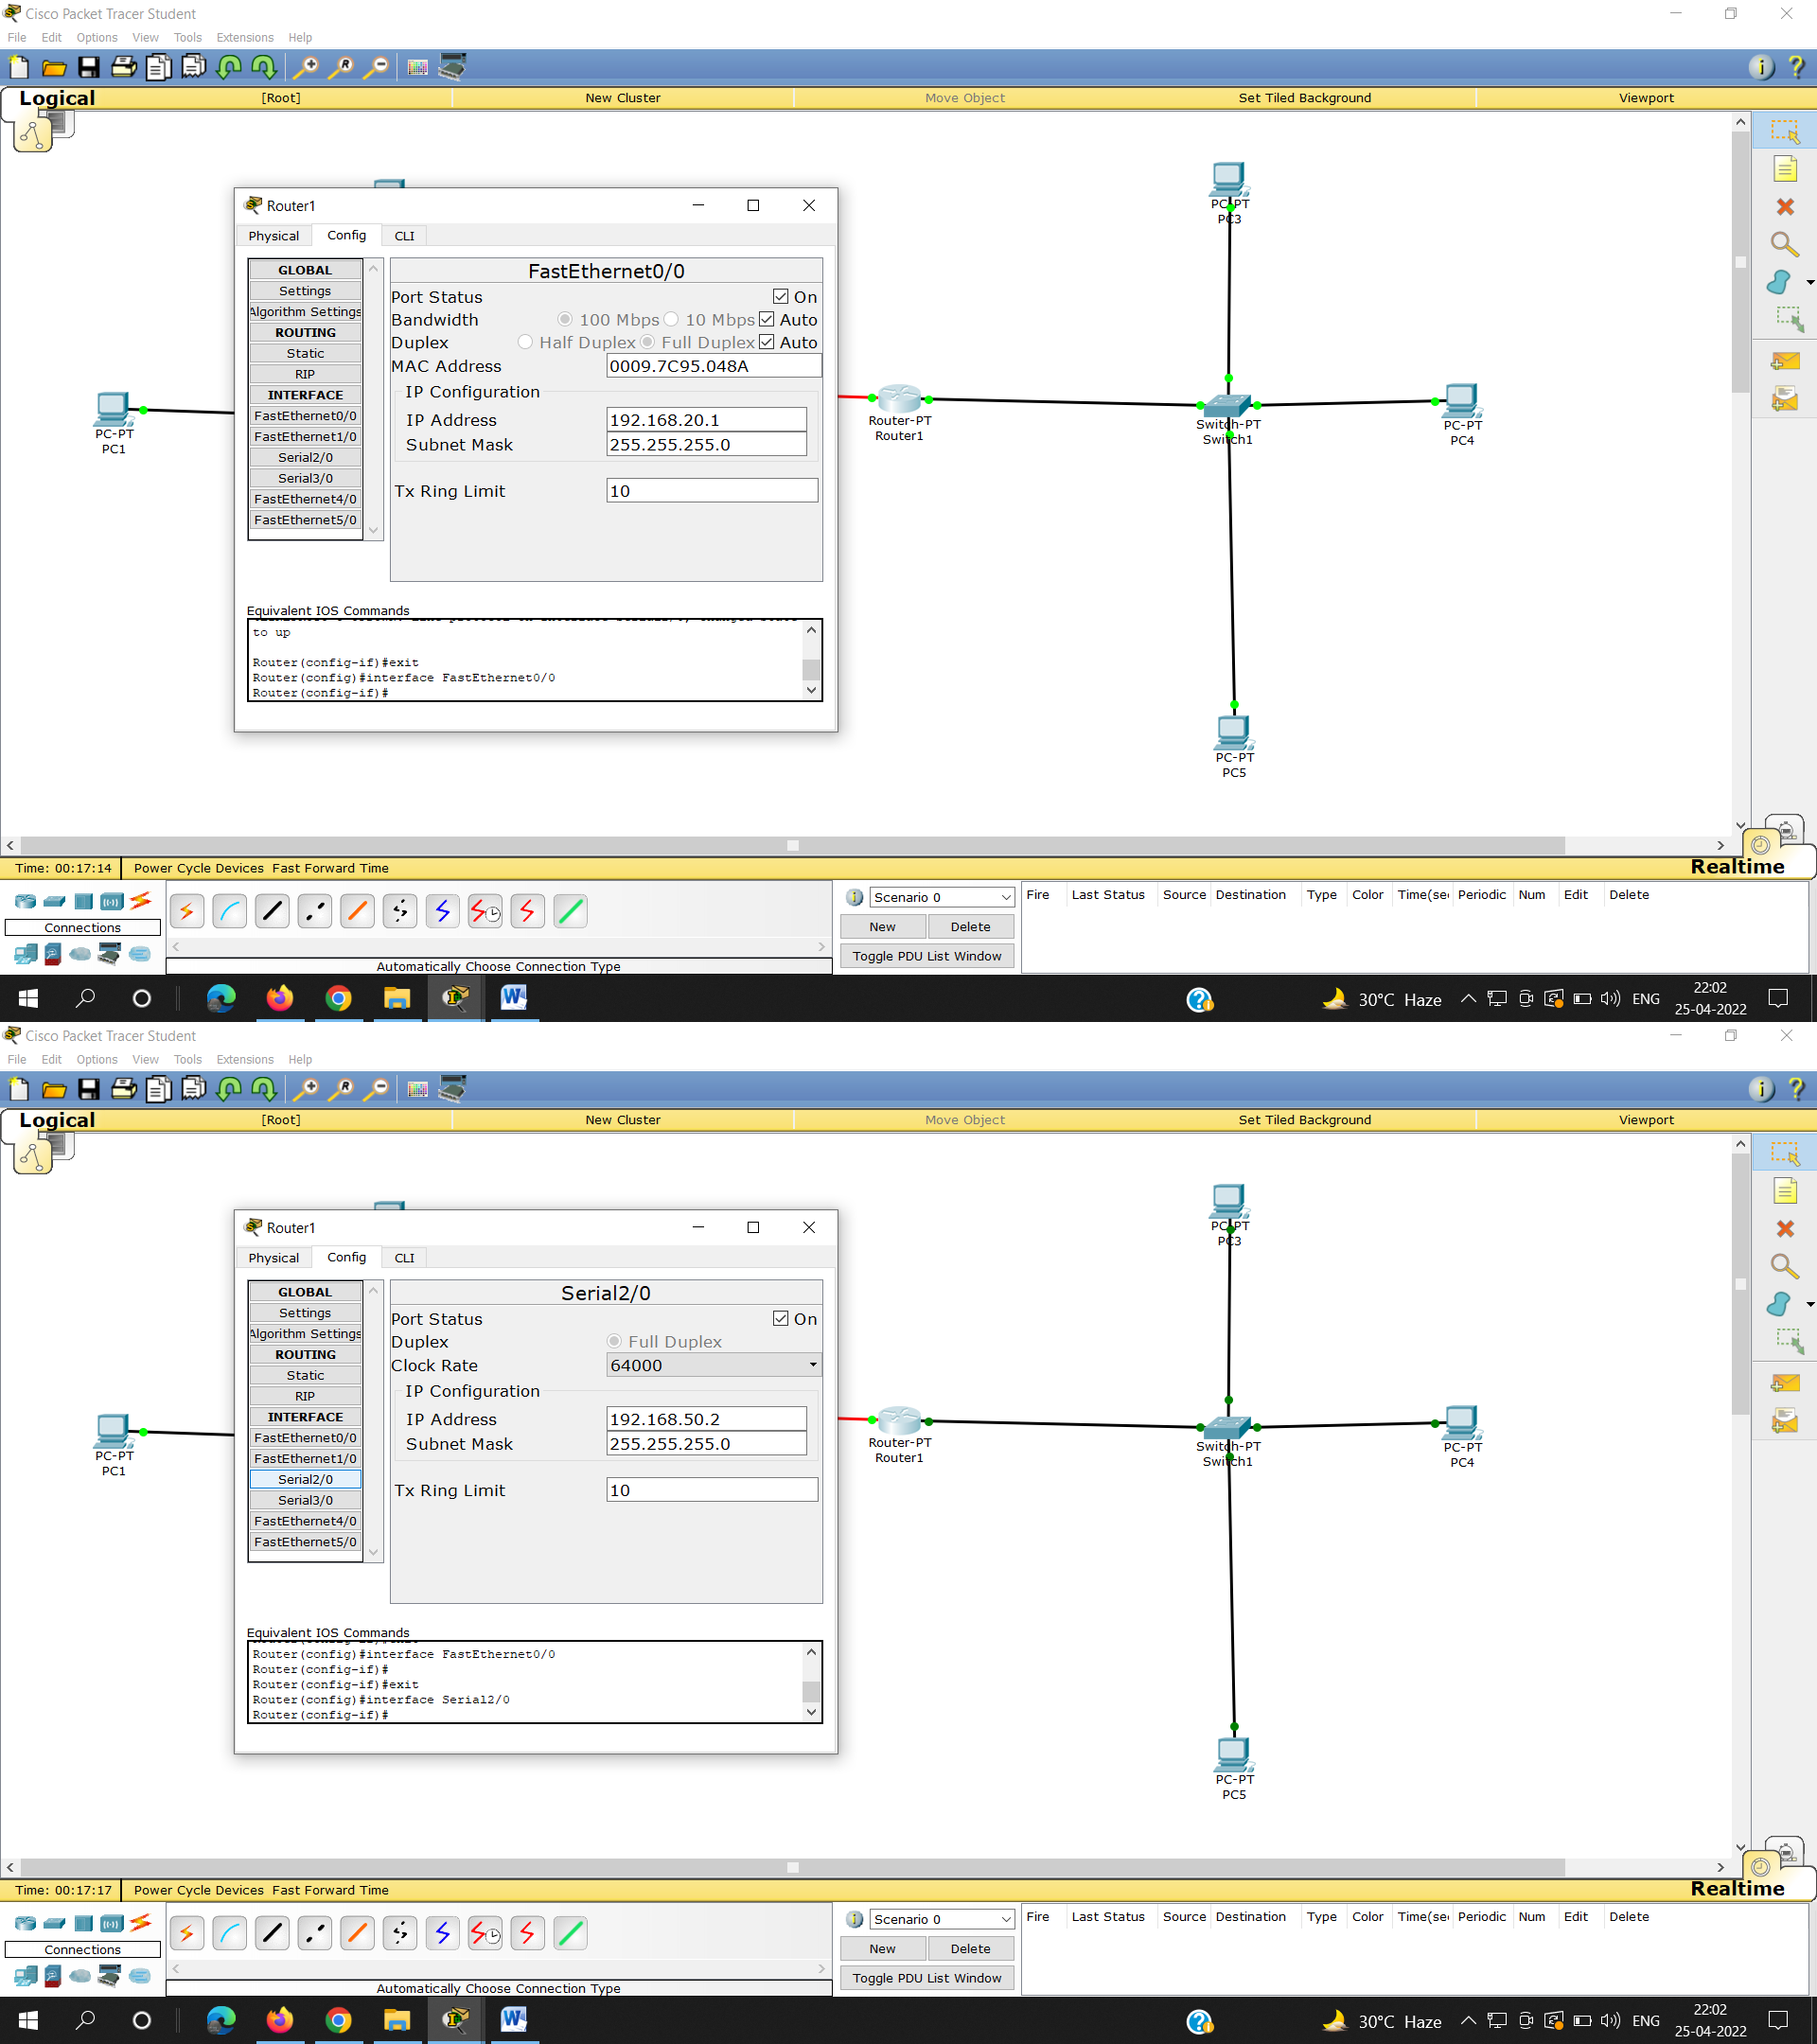 Cisco Packet Tracer Student
File Edit Options View Tools Extensions Help
Logical [Root] New Cluster Move Object Set Tiled Background Viewport
Router1
Physical Config CLI
GLOBAL
Settings
Algorithm Settings
ROUTING
Static
RIP
INTERFACE
FastEthernet0/0
FastEthernet1/0
Serial2/0
Serial3/0
FastEthernet4/0
FastEthernet5/0
FastEthernet0/0
Port Status On
Bandwidth 100 Mbps 10 Mbps Auto
Duplex Half Duplex Full Duplex Auto
MAC Address 0009.7C95.048A
IP Configuration
IP Address 192.168.20.1
Subnet Mask 255.255.255.0
Tx Ring Limit 10
Equivalent IOS Commands
to up
Router(config-if)#exit
Router(config)#interface FastEthernet0/0
Router(config-if)#
PC-PT
PC1
Router-PT
Router1
PC-PT
PC3
Switch-PT
Switch1
PC-PT
PC4
PC-PT
PC5
Time: 00:17:14 Power Cycle Devices Fast Forward Time Realtime
Connections
Automatically Choose Connection Type
Scenario 0
New Delete
Toggle PDU List Window
Fire Last Status Source Destination Type Color Time(sec Periodic Num Edit Delete
30°C Haze ENG 22:02
25-04-2022
Cisco Packet Tracer Student
File Edit Options View Tools Extensions Help
Logical [Root] New Cluster Move Object Set Tiled Background Viewport
Router1
Physical Config CLI
GLOBAL
Settings
Algorithm Settings
ROUTING
Static
RIP
INTERFACE
FastEthernet0/0
FastEthernet1/0
Serial2/0
Serial3/0
FastEthernet4/0
FastEthernet5/0
Serial2/0
Port Status On
Duplex Full Duplex
Clock Rate 64000
IP Configuration
IP Address 192.168.50.2
Subnet Mask 255.255.255.0
Tx Ring Limit 10
Equivalent IOS Commands
Router(config)#interface FastEthernet0/0
Router(config-if)#
Router(config-if)#exit
Router(config)#interface Serial2/0
Router(config-if)#
PC-PT
PC1
Router-PT
Router1
PC-PT
PC3
Switch-PT
Switch1
PC-PT
PC4
PC-PT
PC5
Time: 00:17:17 Power Cycle Devices Fast Forward Time Realtime
Connections
Automatically Choose Connection Type
Scenario 0
New Delete
Toggle PDU List Window
Fire Last Status Source Destination Type Color Time(sec Periodic Num Edit Delete
30°C Haze ENG 22:02
25-04-2022